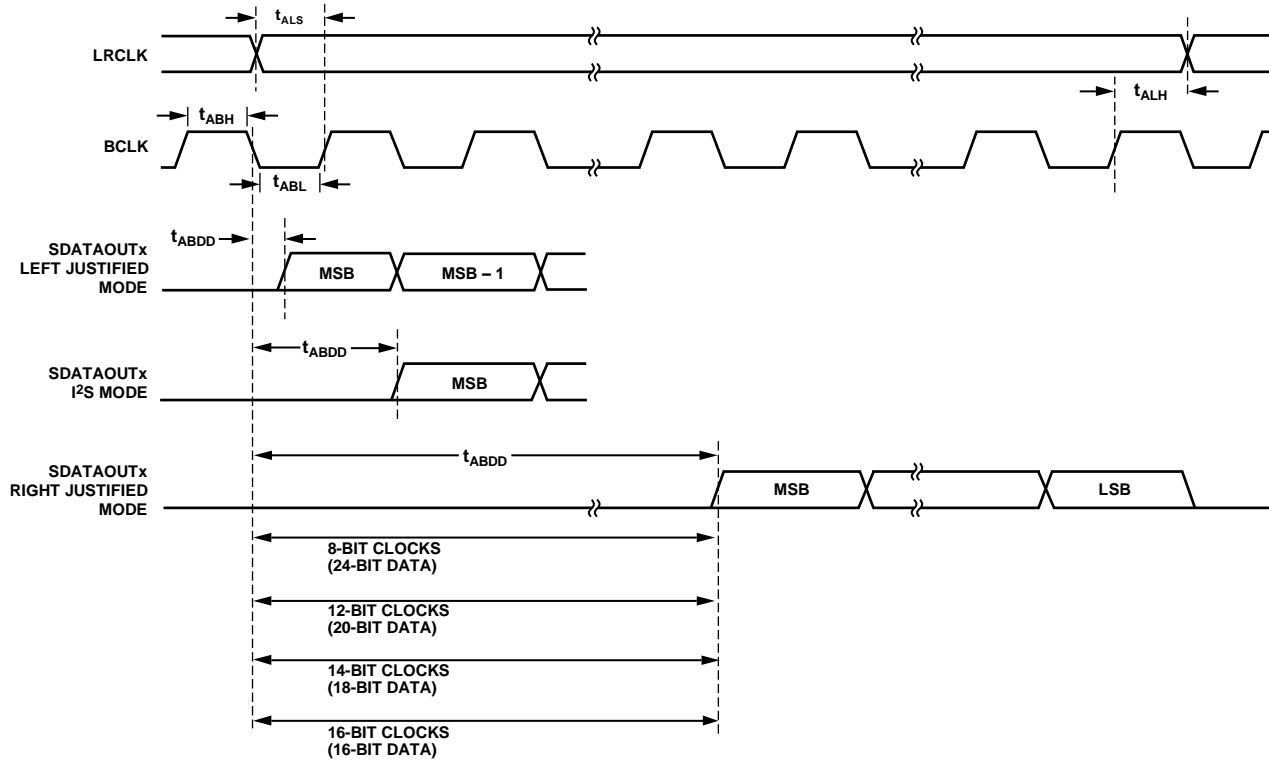 tALS
LRCLK
tALH
tABH
BCLK
tABL
tABDD
SDATAOUTx
LEFT JUSTIFIED
MODE
MSB
MSB – 1
tABDD
SDATAOUTx
I2S MODE
MSB
tABDD
SDATAOUTx
RIGHT JUSTIFIED
MODE
MSB
LSB
8-BIT CLOCKS
(24-BIT DATA)
12-BIT CLOCKS
(20-BIT DATA)
14-BIT CLOCKS
(18-BIT DATA)
16-BIT CLOCKS
(16-BIT DATA)